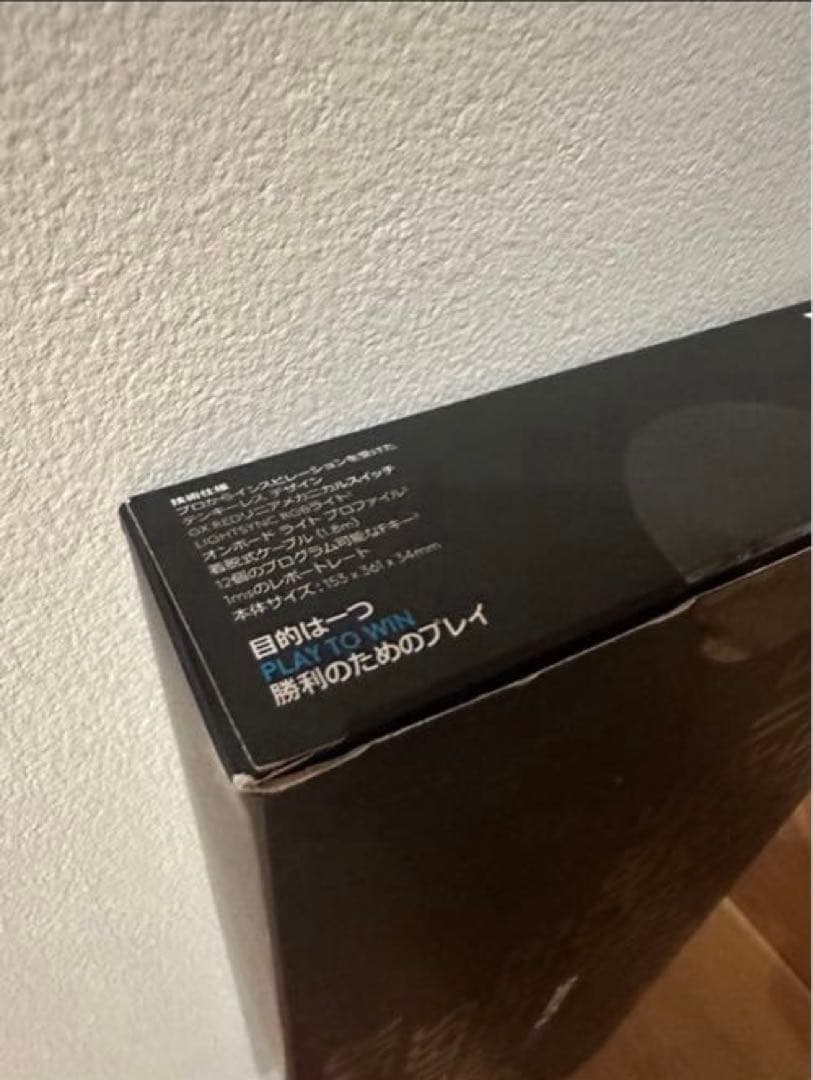 技術仕様
プロからインスピレーションを受けた
テンキーレス デザイン
GX REDリニアメカニカルスイッチ
LIGHTSYNC RGBライト¹
オンボード ライト プロファイル²
着脱式ケーブル (1.8m)
12個のプログラム可能なFキー³
1msのレポートレート
本体サイズ : 153 x 361 x 34mm
目的は一つ
PLAY TO WIN
勝利のためのプレイ